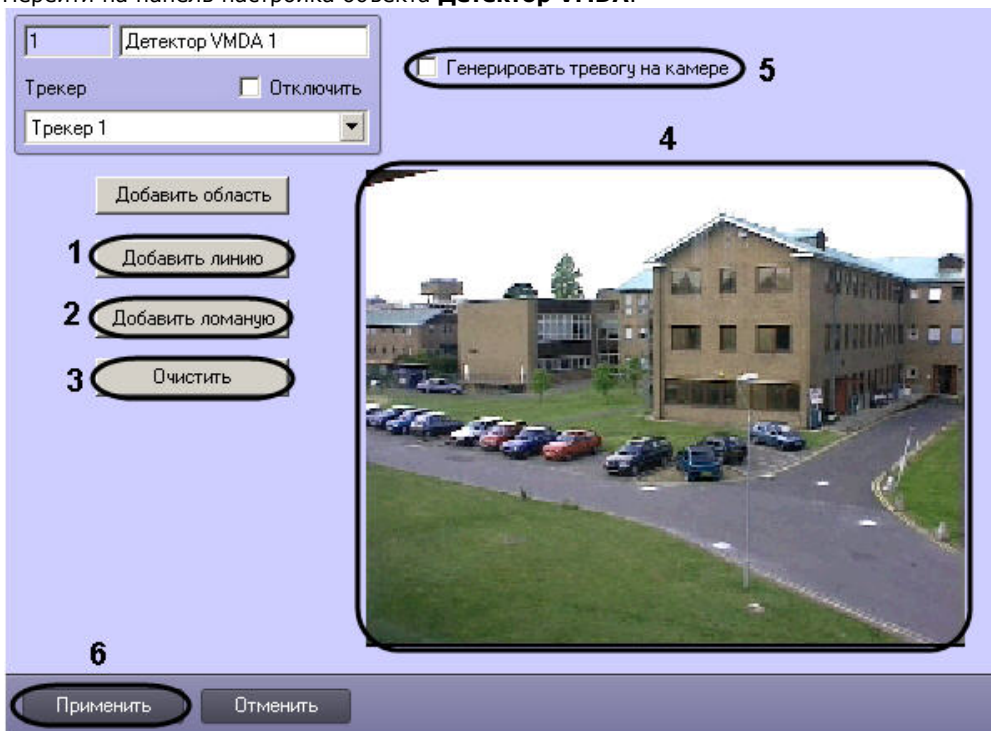 Перейти на панель настройка объекта Детектор VMDA.
1 Детектор VMDA 1
Трекер Отключить
Трекер 1
Генерировать тревогу на камере 5
4
Добавить область
1 Добавить линию
2 Добавить ломаную
3 Очистить
6
Применить Отменить